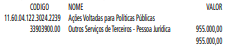 CODIGO NOME VALOR
11.60.04.122.3024.2239 Ações Voltadas para Políticas Públicas
33903900.00 Outros Serviços de Terceiros - Pessoa Jurídica 955.000,00
955.000,00